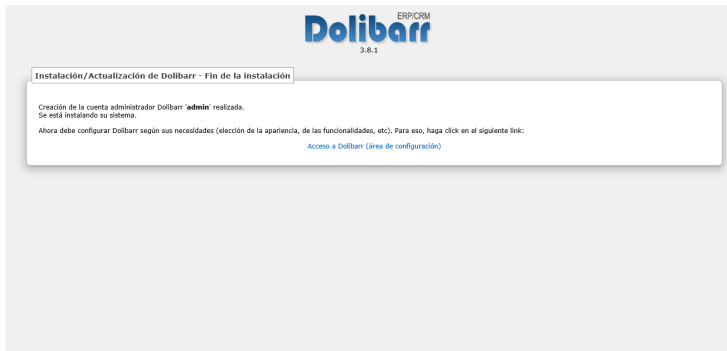 ERP/CRM
Dolibarr
3.8.1
Instalación/Actualización de Dolibarr - Fin de la instalación
Creación de la cuenta administrador Dolibarr 'admin' realizada.
Se está instalando su sistema.
Ahora debe configurar Dolibarr según sus necesidades (elección de la apariencia, de las funcionalidades, etc). Para eso, haga click en el siguiente link:
Acceso a Dolibarr (área de configuración)